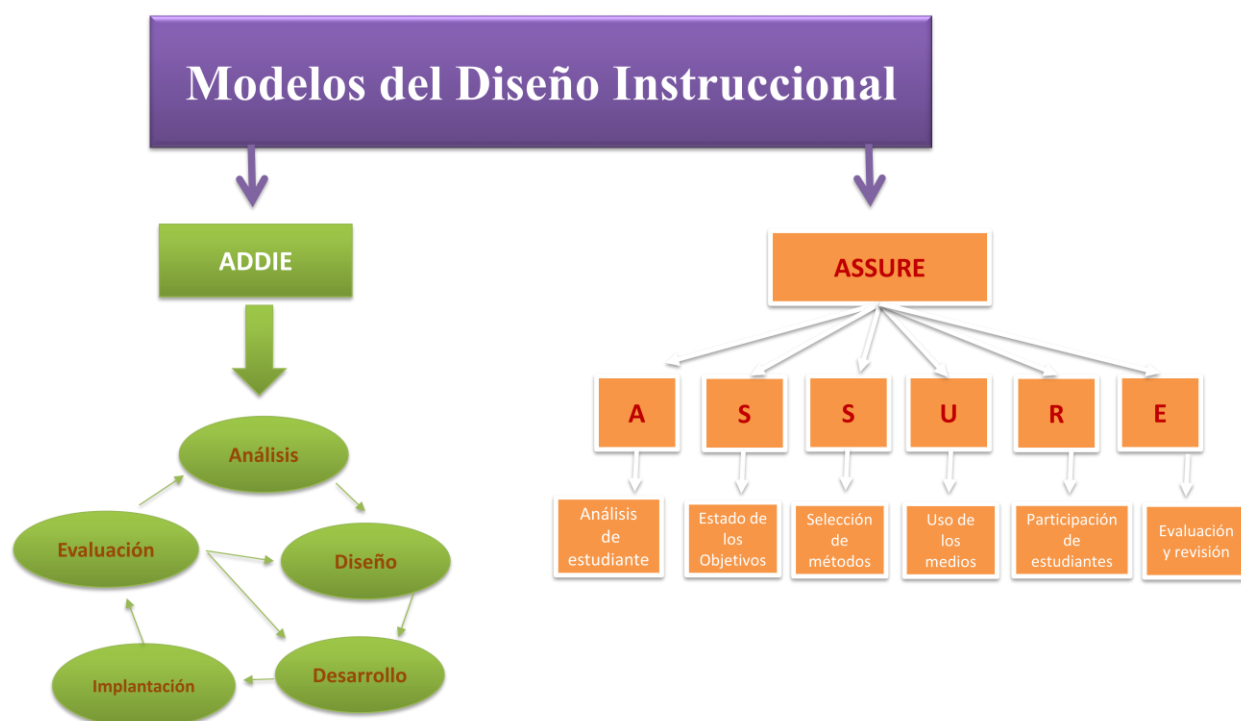 Modelos del Diseño Instruccional
ADDIE
Análisis
Evaluación
Diseño
Implantación
Desarrollo
ASSURE
A
S
S
U
R
E
Análisis
de
estudiante
Estado de
los
Objetivos
Selección
de
métodos
Uso de
los
medios
Participación
de
estudiantes
Evaluación
y revisión